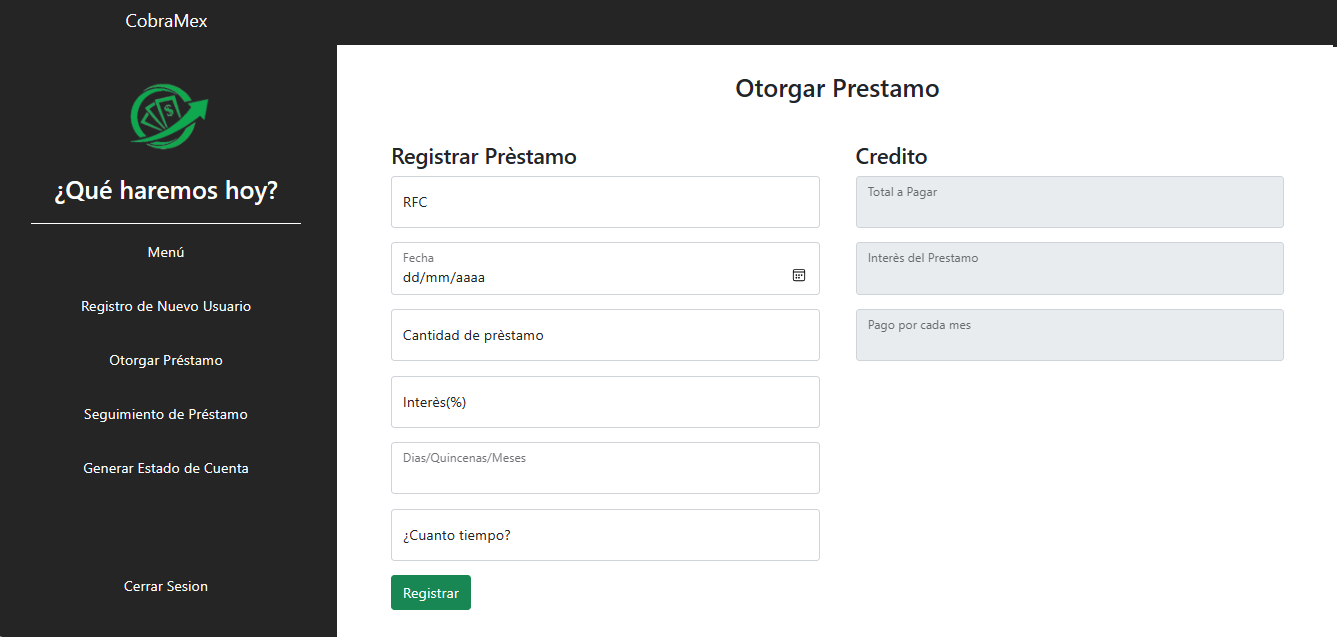 CobraMex
¿Qué haremos hoy?
Menú
Registro de Nuevo Usuario
Otorgar Préstamo
Seguimiento de Préstamo
Generar Estado de Cuenta
Cerrar Sesion
Otorgar Prestamo
Registrar Prèstamo
RFC
Fecha
dd/mm/aaaa
Cantidad de prèstamo
Interès(%)
Dias/Quincenas/Meses
¿Cuanto tiempo?
Registrar
Credito
Total a Pagar
Interès del Prestamo
Pago por cada mes